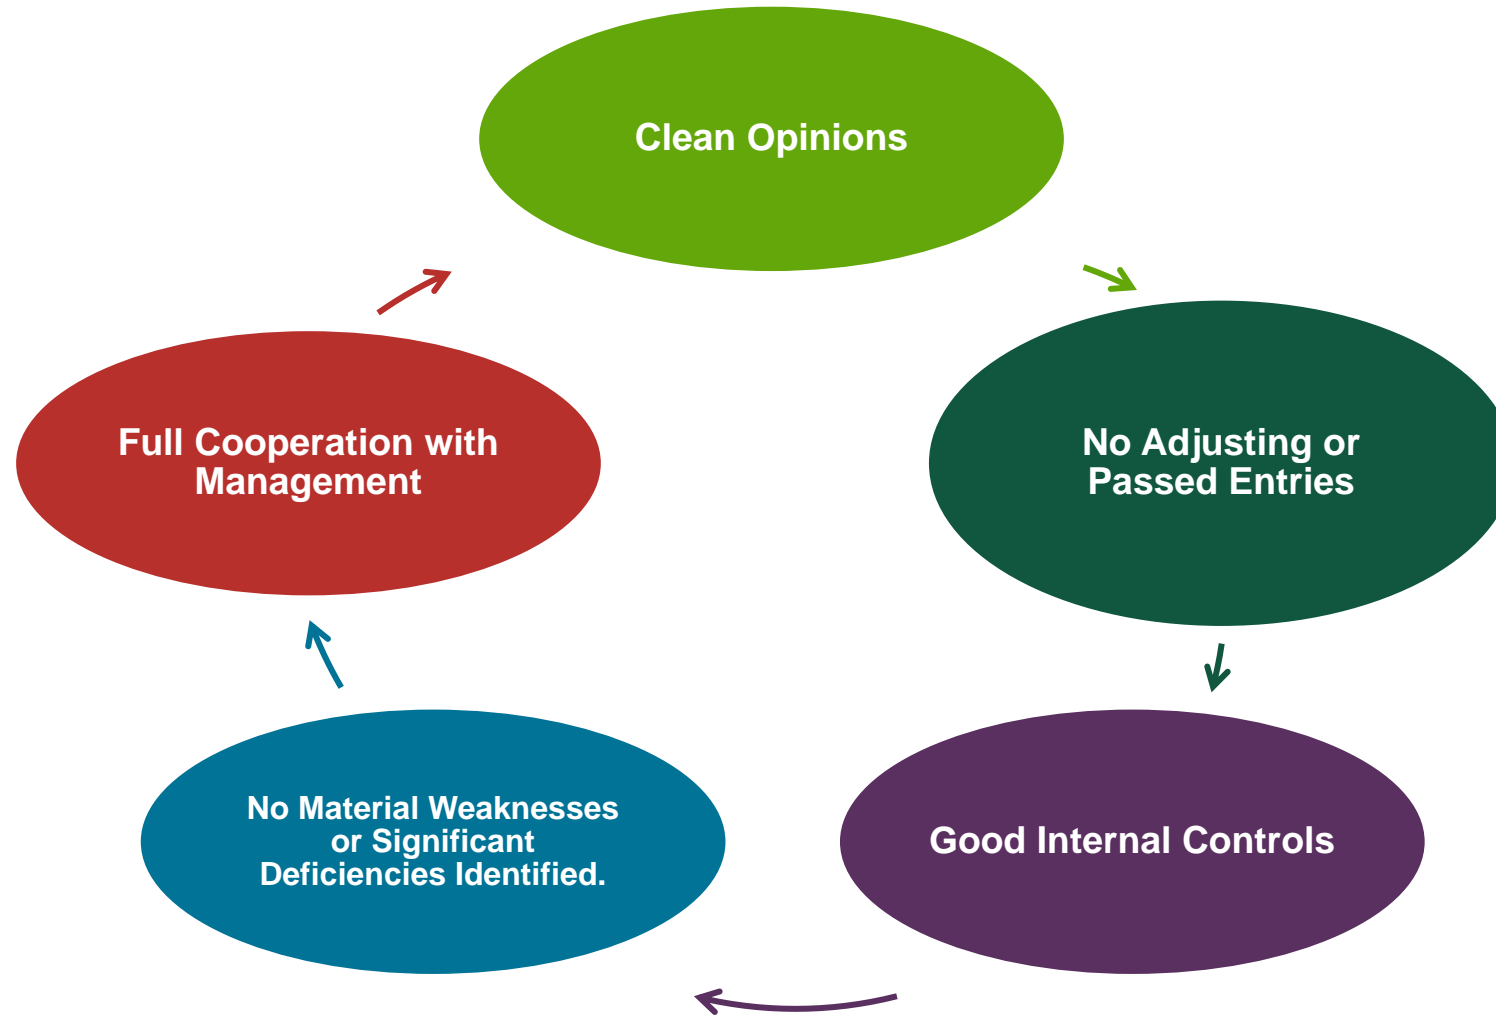 Clean Opinions
No Adjusting or
Passed Entries
Good Internal Controls
No Material Weaknesses
or Significant
Deficiencies Identified.
Full Cooperation with
Management